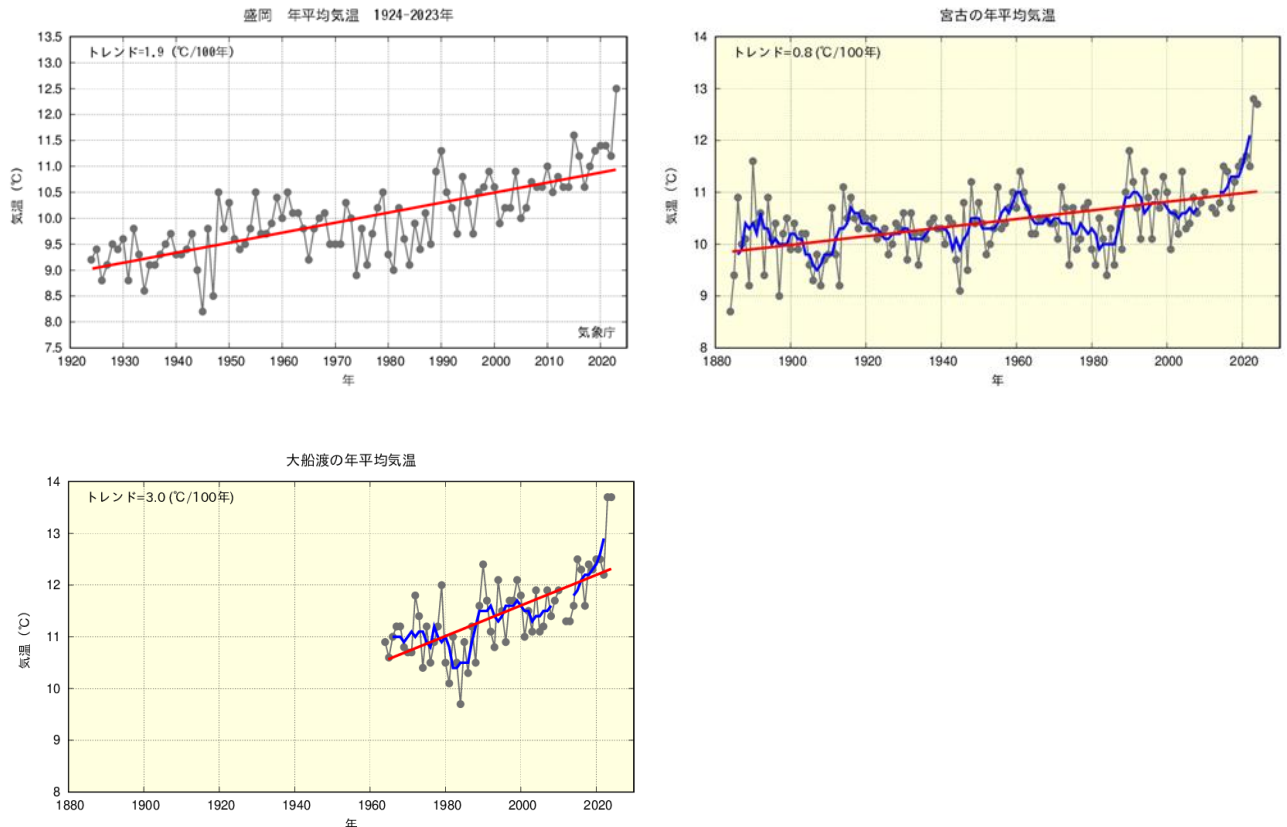 盛岡　年平均気温　1924-2023年
トレンド=1.9 (℃/100年)
13.5
13.0
12.5
12.0
11.5
11.0
10.5
10.0
9.5
9.0
8.5
8.0
7.5
気温 (℃)
気象庁
1920 1930 1940 1950 1960 1970 1980 1990 2000 2010 2020
年
宮古の年平均気温
トレンド=0.8 (℃/100年)
14
13
12
11
10
9
8
気温 (℃)
1880 1900 1920 1940 1960 1980 2000 2020
年
大船渡の年平均気温
トレンド=3.0 (℃/100年)
14
13
12
11
10
9
8
気温 (℃)
1880 1900 1920 1940 1960 1980 2000 2020
年